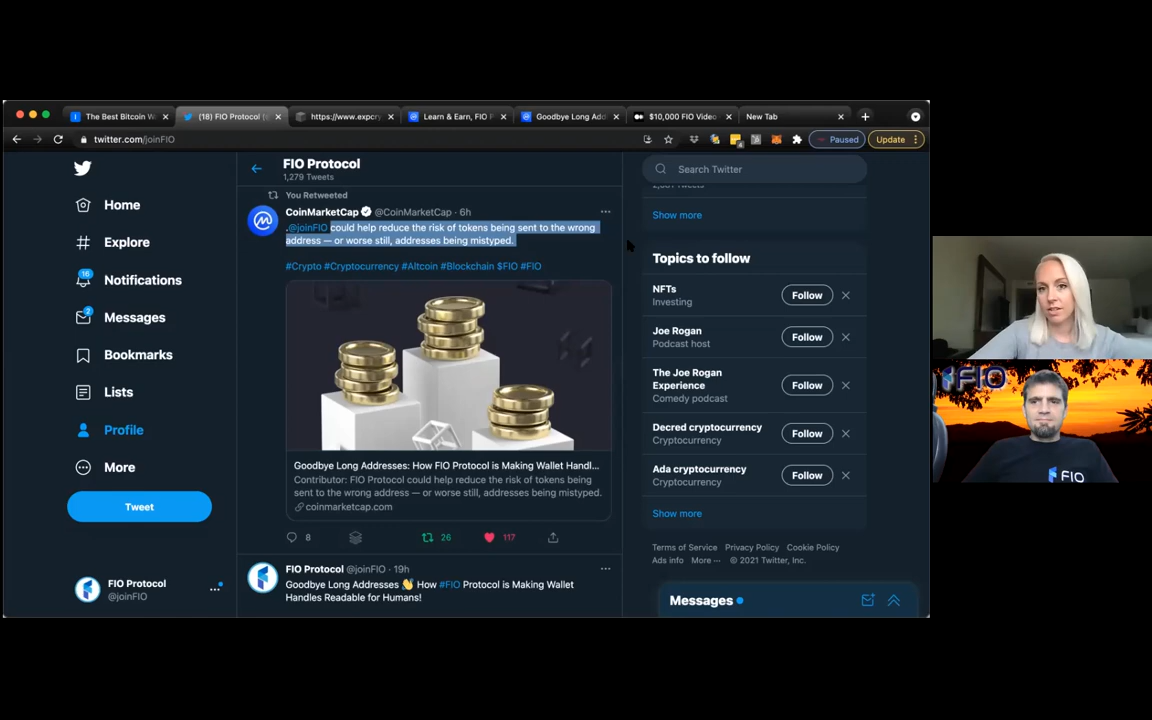 The Best Bitcoin W
(18) FIO Protocol (
https://www.expcry
Learn & Earn, FIO P
Goodbye Long Add
$10,000 FIO Video
New Tab
twitter.com/joinFIO
Paused
Update
Home
Explore
16
Notifications
2
Messages
Bookmarks
Lists
Profile
More
Tweet
FIO Protocol
@joinFIO
FIO Protocol
1,279 Tweets
You Retweeted
CoinMarketCap @CoinMarketCap · 6h
.@joinFIO could help reduce the risk of tokens being sent to the wrong
address — or worse still, addresses being mistyped.
#Crypto #Cryptocurrency #Altcoin #Blockchain $FIO #FIO
Goodbye Long Addresses: How FIO Protocol is Making Wallet Handl...
Contributor: FIO Protocol could help reduce the risk of tokens being
sent to the wrong address — or worse still, addresses being mistyped.
coinmarketcap.com
8
26
117
FIO Protocol @joinFIO · 19h
Goodbye Long Addresses 👋 How #FIO Protocol is Making Wallet
Handles Readable for Humans!
Search Twitter
Show more
Topics to follow
NFTs
Investing
Follow
Joe Rogan
Podcast host
Follow
The Joe Rogan
Experience
Comedy podcast
Follow
Decred cryptocurrency
Cryptocurrency
Follow
Ada cryptocurrency
Cryptocurrency
Follow
Show more
Terms of Service Privacy Policy Cookie Policy
Ads info More ··· © 2021 Twitter, Inc.
Messages
FIO
FIO